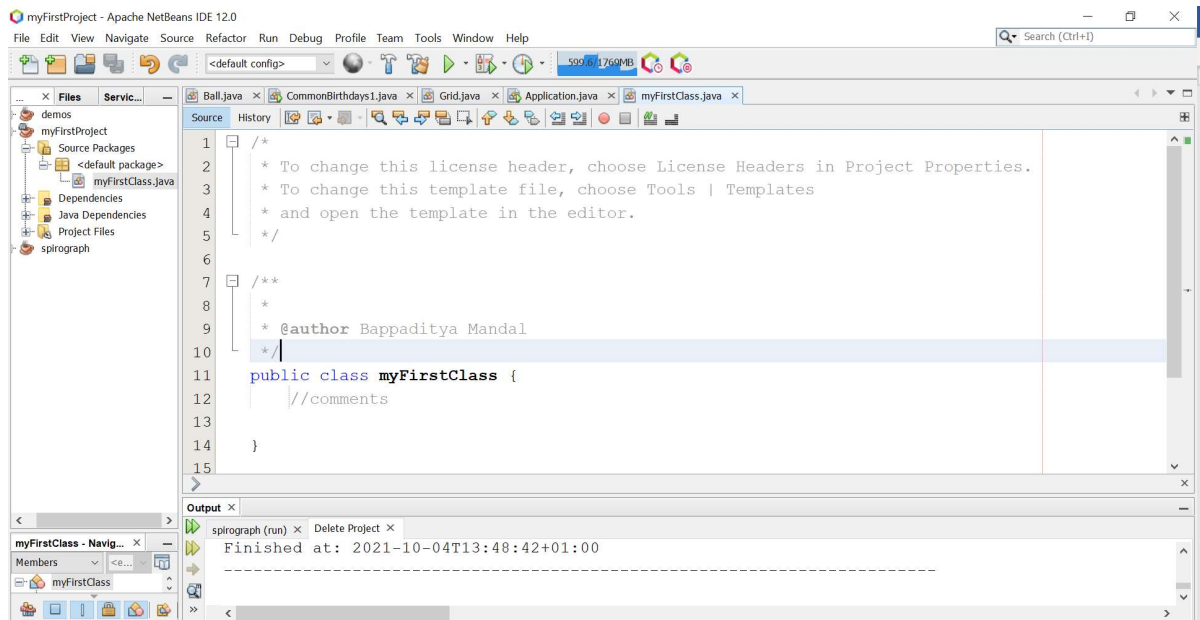 myFirstProject - Apache NetBeans IDE 12.0
File Edit View Navigate Source Refactor Run Debug Profile Team Tools Window Help
Search (Ctrl+I)
<default config>
599.6/1769MB
... Files Servic...
Ball.java CommonBirthdays1.java Grid.java Application.java myFirstClass.java
demos
myFirstProject
Source Packages
<default package>
myFirstClass.java
Dependencies
Java Dependencies
Project Files
spirograph
Source History
1 /*
2 * To change this license header, choose License Headers in Project Properties.
3 * To change this template file, choose Tools | Templates
4 * and open the template in the editor.
5 */
6
7 /**
8 *
9 * @author Bappaditya Mandal
10 */
11 public class myFirstClass {
12 //comments
13
14 }
15
Output
spirograph (run) Delete Project
Finished at: 2021-10-04T13:48:42+01:00
------------------------------------------------------------------------
myFirstClass - Navig...
Members <e...
myFirstClass